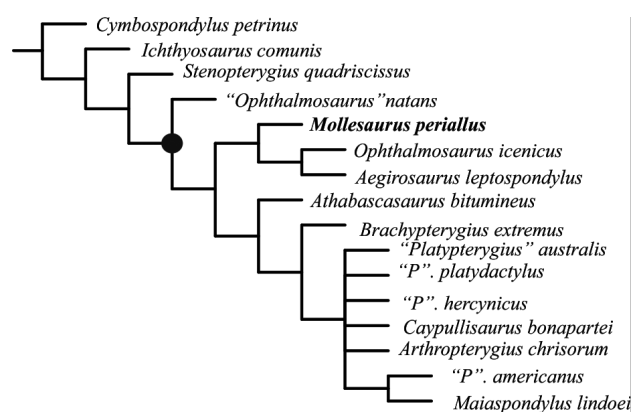 Cymbospondylus petrinus
Ichthyosaurus comunis
Stenopterygius quadriscissus
“Ophthalmosaurus”natans
Mollesaurus periallus
Ophthalmosaurus icenicus
Aegirosaurus leptospondylus
Athabascasaurus bitumineus
Brachypterygius extremus
“Platypterygius” australis
“P”. platydactylus
“P”. hercynicus
Caypullisaurus bonapartei
Arthropterygius chrisorum
“P”. americanus
Maiaspondylus lindoei